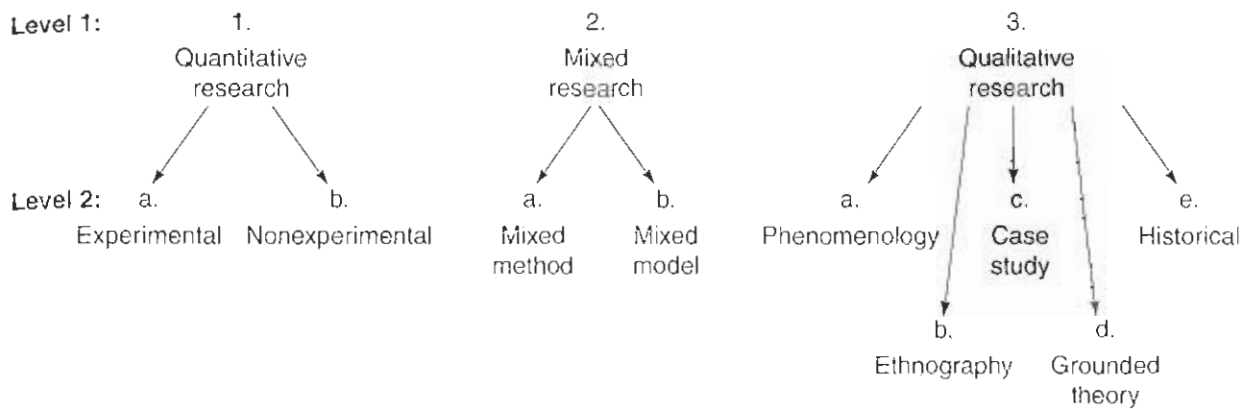 Level 1: 1. 2. 3.
Quantitative Mixed Qualitative
research research research
Level 2: a. b. a. b. a. c. e.
Experimental Nonexperimental Mixed Mixed Phenomenology Case Historical
method model study
b. d.
Ethnography Grounded
theory